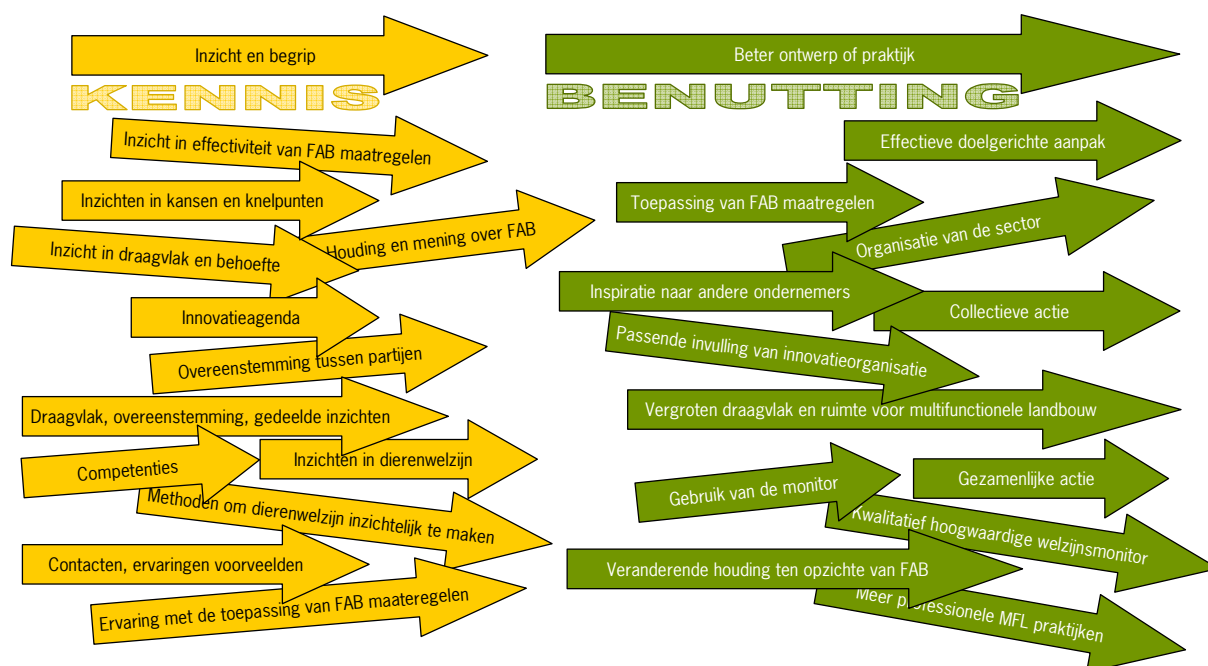 Inzicht en begrip
KENNIS
Inzicht in effectiviteit van FAB maatregelen
Inzichten in kansen en knelpunten
Houding en mening over FAB
Inzicht in draagvlak en behoefte
Innovatieagenda
Overeenstemming tussen partijen
Draagvlak, overeenstemming, gedeelde inzichten
Competenties
Inzichten in dierenwelzijn
Methoden om dierenwelzijn inzichtelijk te maken
Contacten, ervaringen voorveelden
Ervaring met de toepassing van FAB maateregelen
Beter ontwerp of praktijk
BENUTTING
Effectieve doelgerichte aanpak
Toepassing van FAB maatregelen
Organisatie van de sector
Inspiratie naar andere ondernemers
Collectieve actie
Passende invulling van innovatieorganisatie
Vergroten draagvlak en ruimte voor multifunctionele landbouw
Gebruik van de monitor
Gezamenlijke actie
Kwalitatief hoogwaardige welzijnsmonitor
Veranderende houding ten opzichte van FAB
Meer professionele MFL praktijken